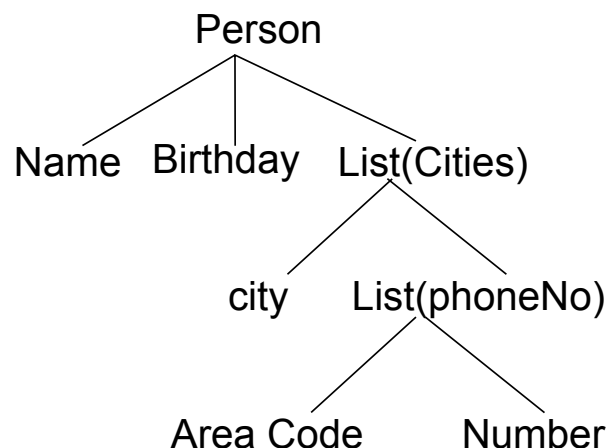 Person
Name Birthday List(Cities)
city List(phoneNo)
Area Code Number